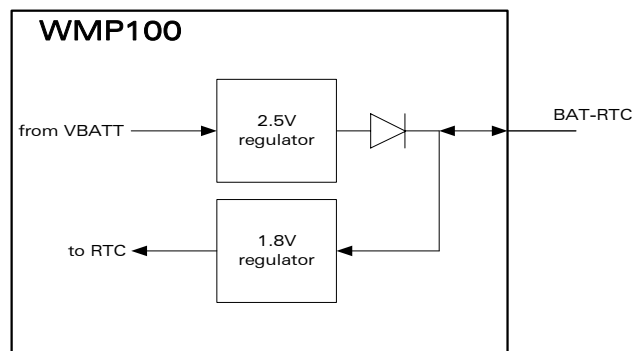 WMP100
from VBATT
2.5V
regulator
BAT-RTC
to RTC
1.8V
regulator